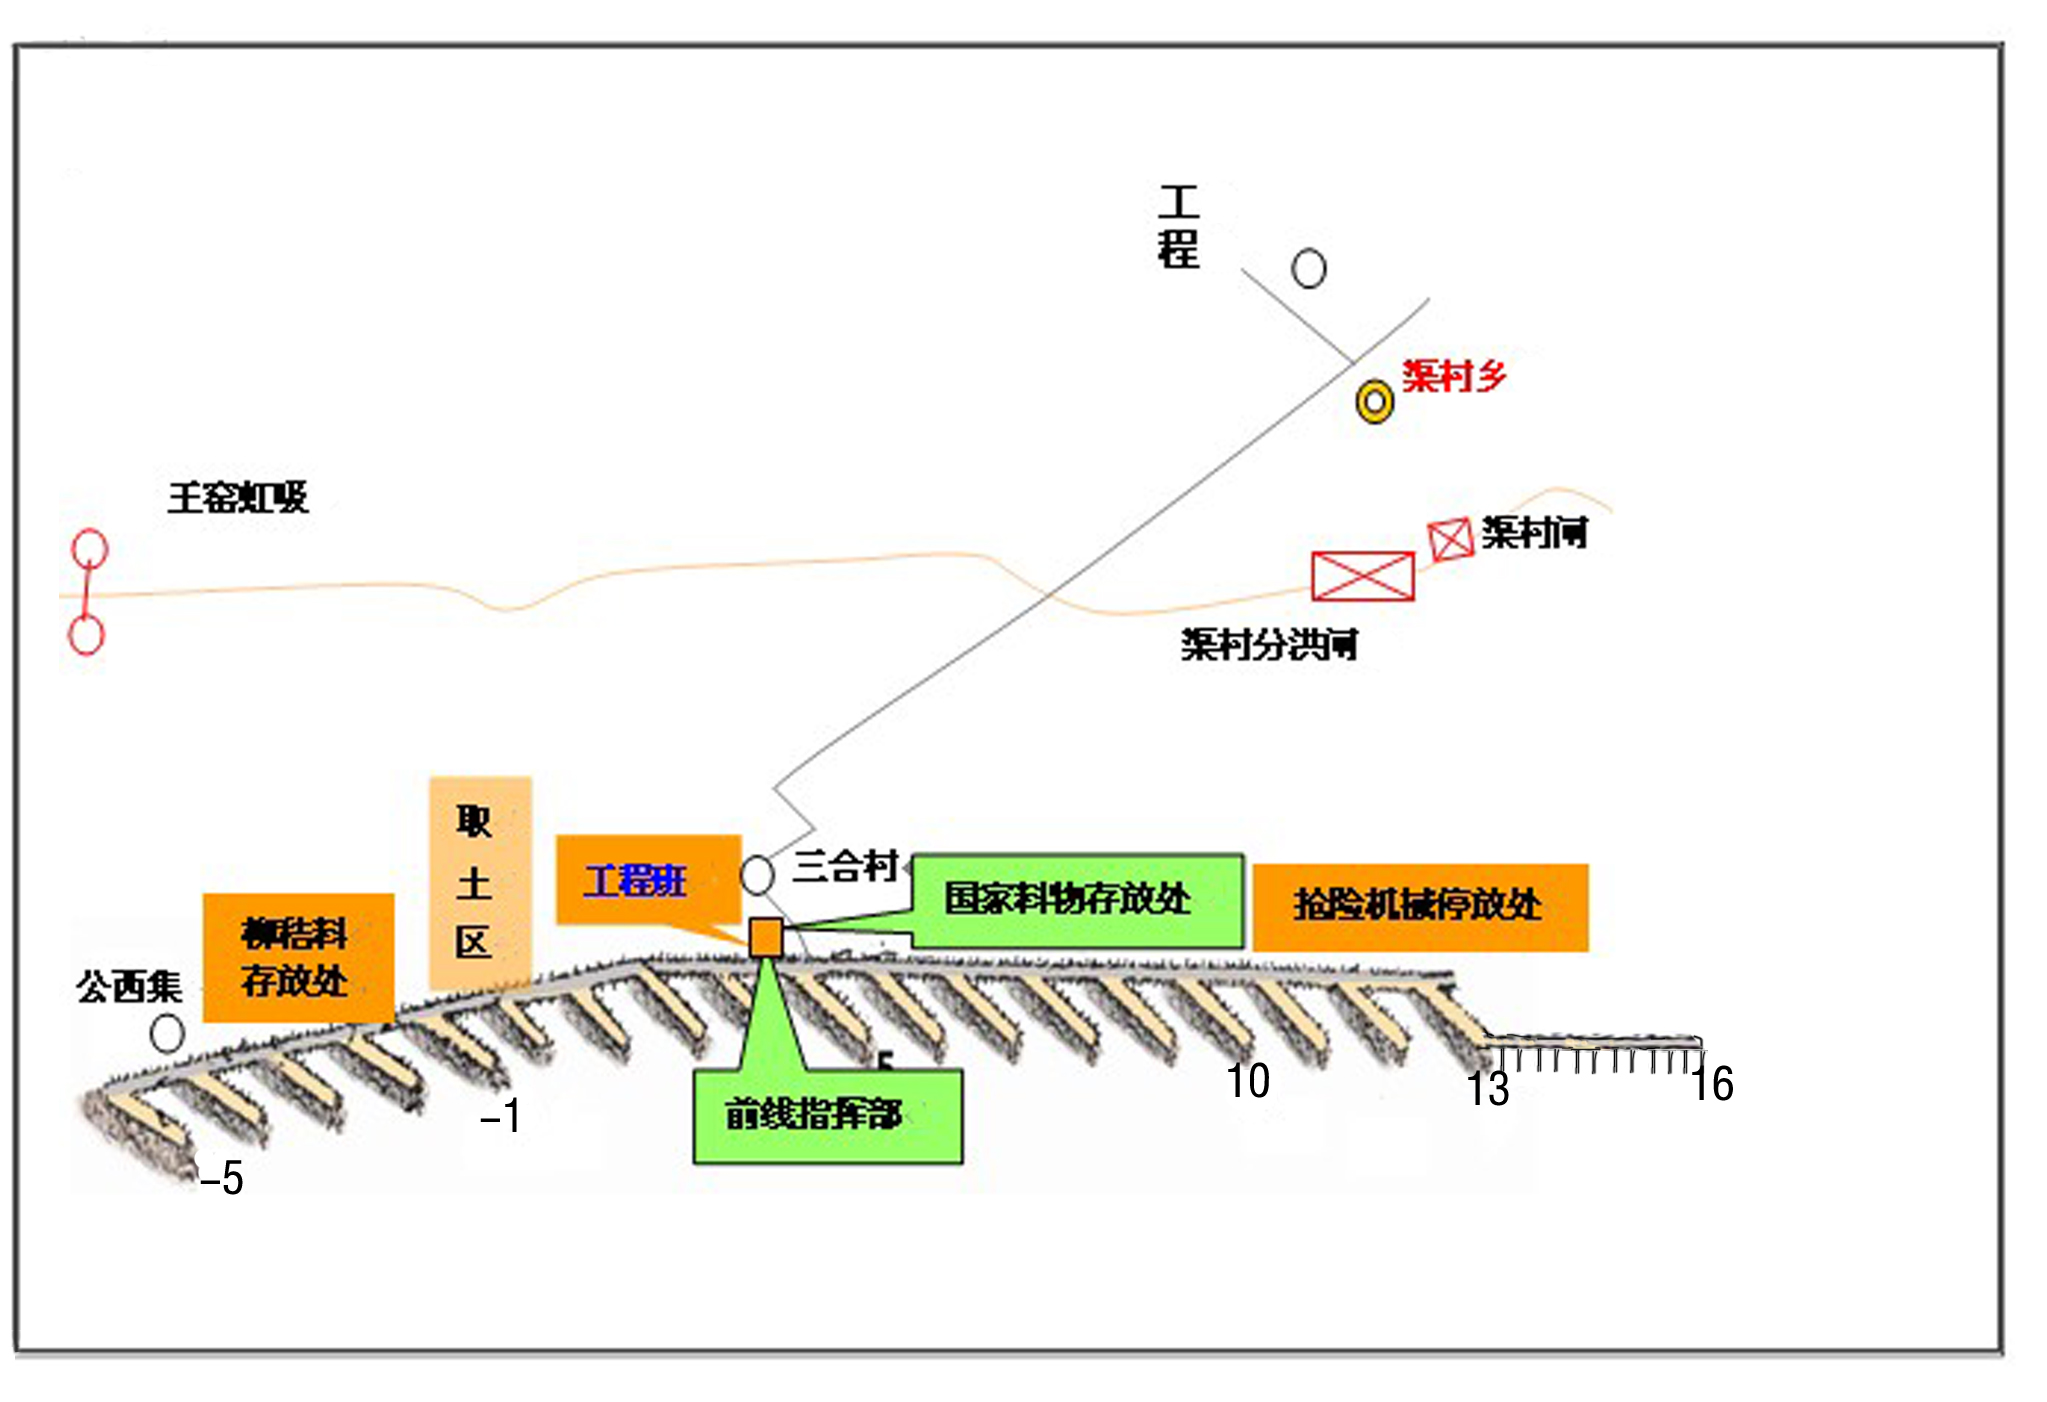 工
程
渠村乡
王窑虹吸
渠村闸
渠村分洪闸
取
土
区
工程班
三合村
国家料物存放处
抢险机械停放处
柳秸料
存放处
公西集
5
10
13
16
-1
前线指挥部
-5